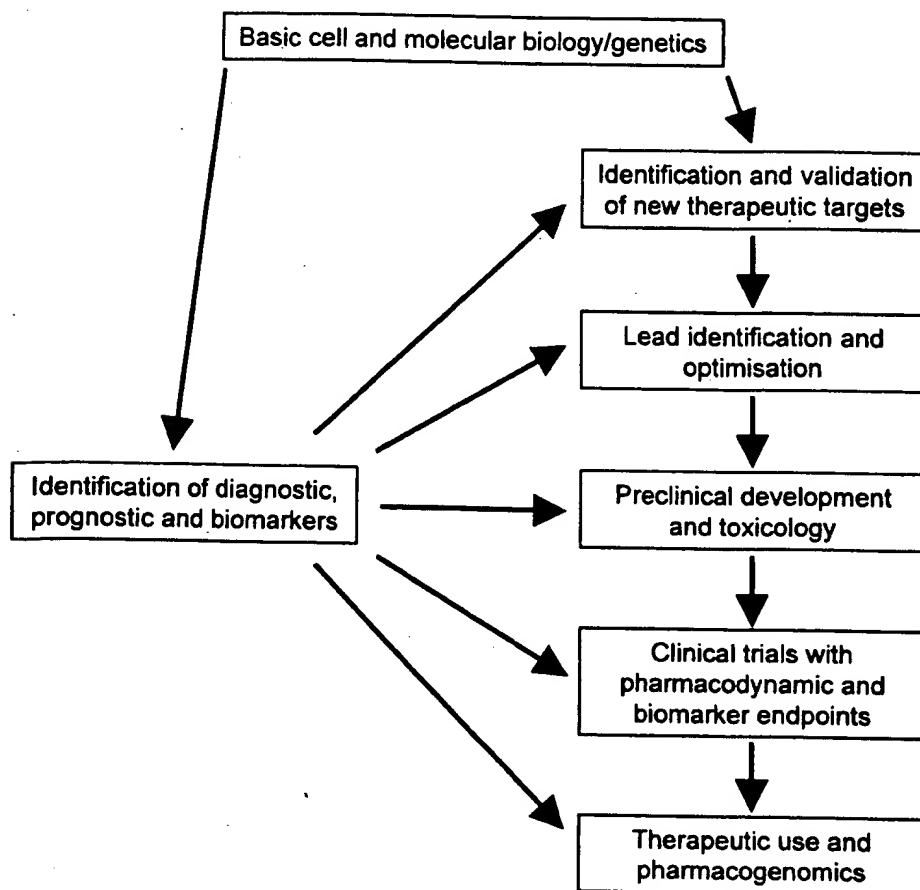 Basic cell and molecular biology/genetics
Identification and validation
of new therapeutic targets
Lead identification and
optimisation
Identification of diagnostic,
prognostic and biomarkers
Preclinical development
and toxicology
Clinical trials with
pharmacodynamic and
biomarker endpoints
Therapeutic use and
pharmacogenomics